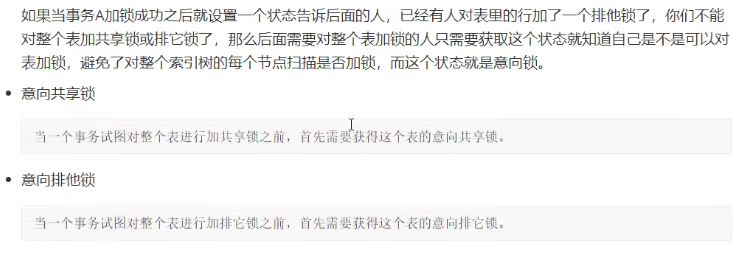 如果当事务A加锁成功之后就设置一个状态告诉后面的人，已经有人对表里的行加了一个排他锁了，你们不能
对整个表加共享锁或排它锁了，那么后面需要对整个表加锁的人只需要获取这个状态就知道自己是不是可以对
表加锁，避免了对整个索引树的每个节点扫描是否加锁，而这个状态就是意向锁。
• 意向共享锁
当一个事务试图对整个表进行加共享锁之前，首先需要获得这个表的意向共享锁。
• 意向排他锁
当一个事务试图对整个表进行加排它锁之前，首先需要获得这个表的意向排它锁。